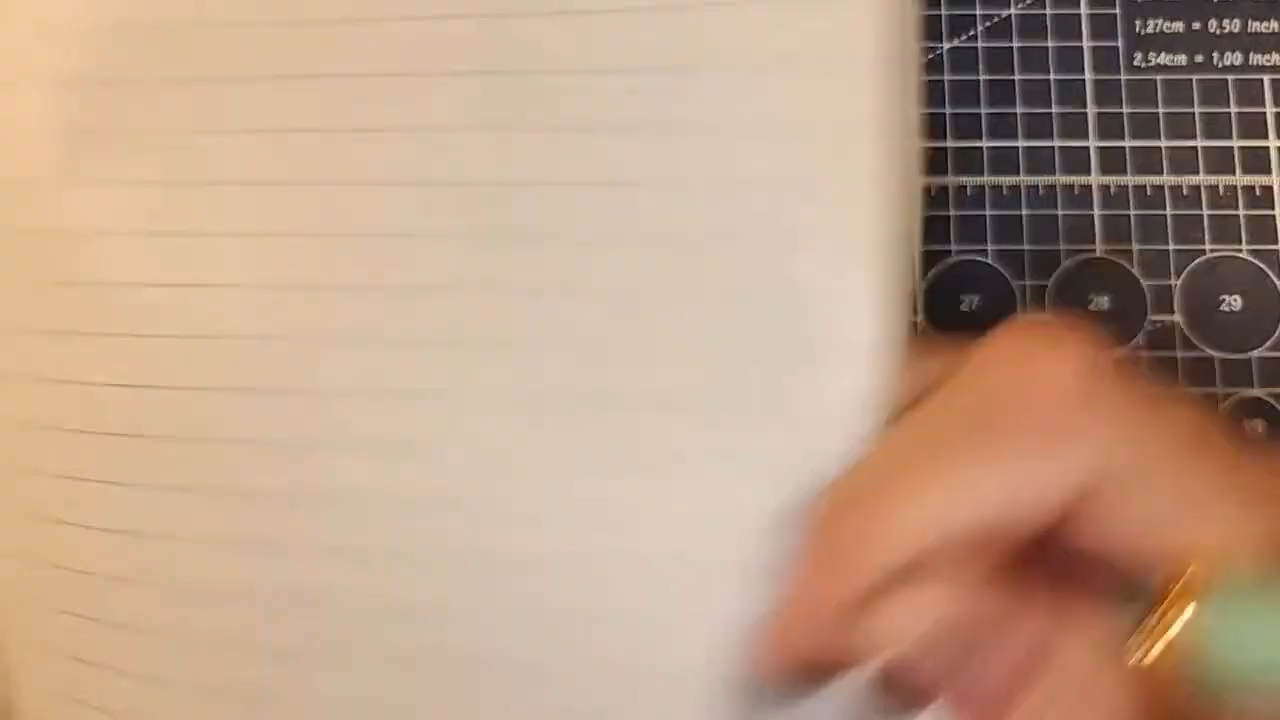 1,27cm = 0,50 Inch
2,54cm = 1,00 Inch
27 28 29